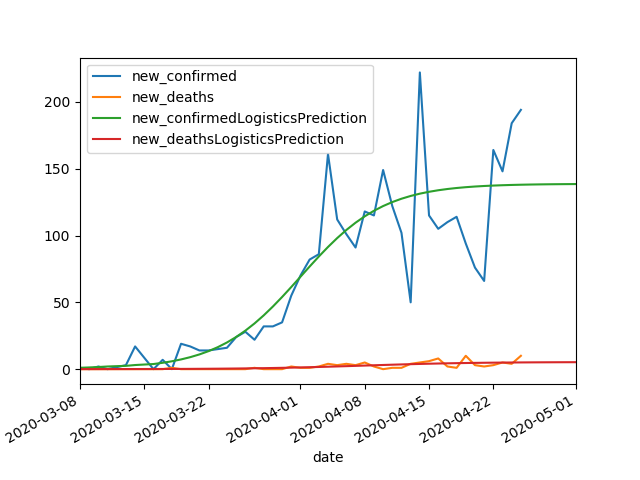 new_confirmed
new_deaths
new_confirmedLogisticsPrediction
new_deathsLogisticsPrediction
200
150
100
50
0
2020-03-08
2020-03-15
2020-03-22
2020-04-01
2020-04-08
2020-04-15
2020-04-22
2020-05-01
date